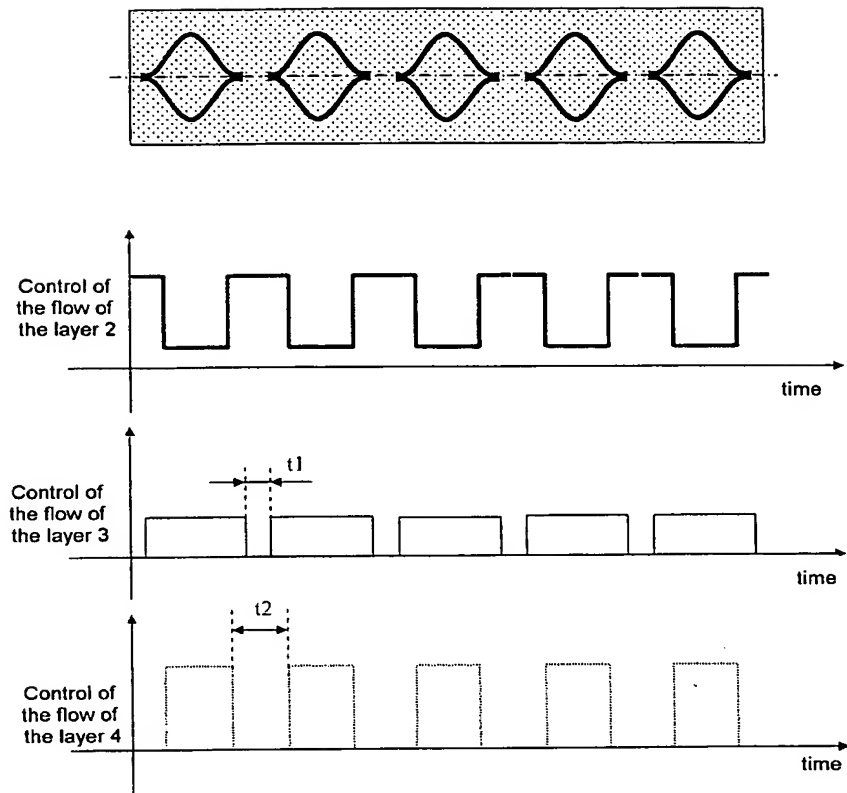 Control of
the flow of
the layer 2
time
t1
Control of
the flow of
the layer 3
time
t2
Control of
the flow of
the layer 4
time